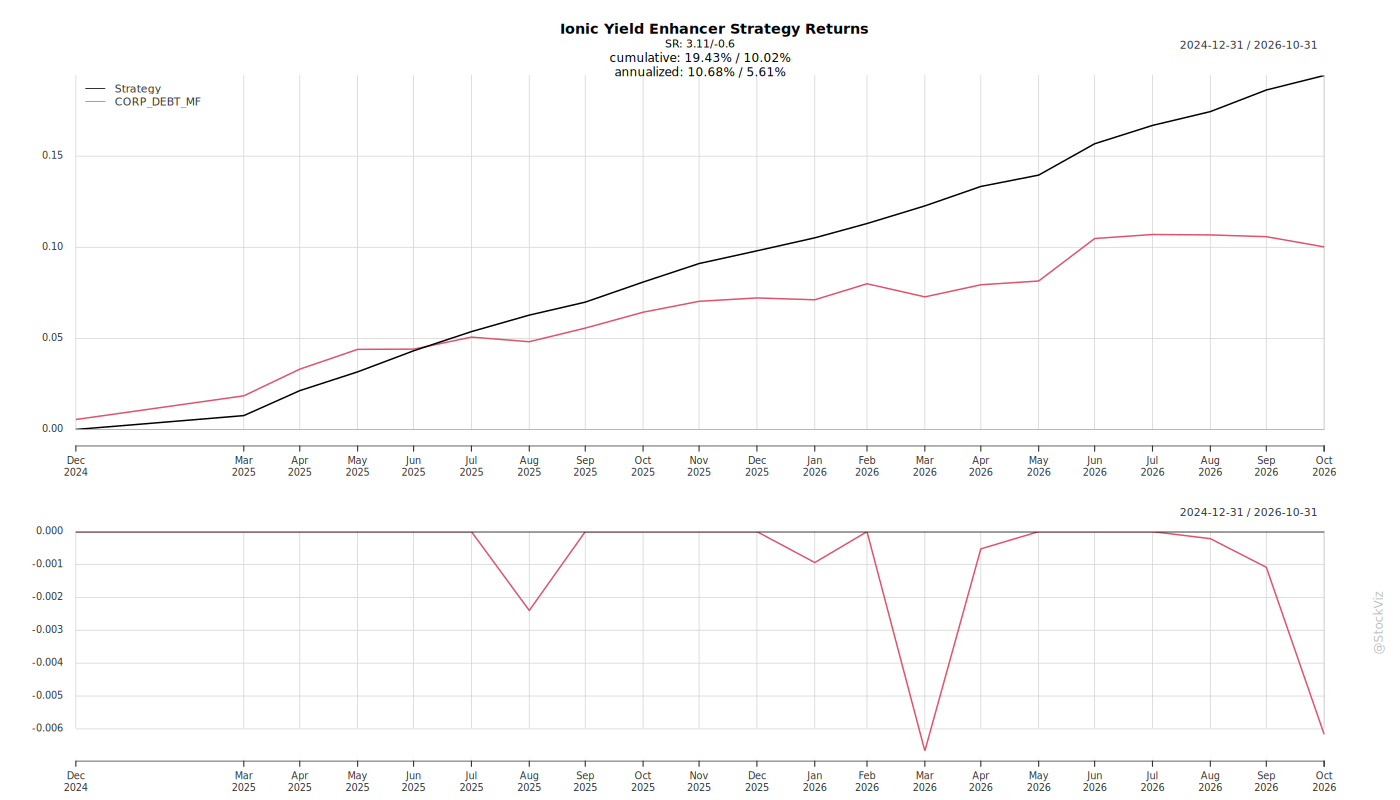 Ionic Yield Enhancer Strategy Returns
SR: 3.11/-0.6
cumulative: 19.43% / 10.02%
annualized: 10.68% / 5.61%
2024-12-31 / 2026-10-31
Strategy
CORP_DEBT_MF
0.15
0.10
0.05
0.00
Dec Mar Apr May Jun Jul Aug Sep Oct Nov Dec Jan Feb Mar Apr May Jun Jul Aug Sep Oct
2024 2025 2025 2025 2025 2025 2025 2025 2025 2025 2025 2026 2026 2026 2026 2026 2026 2026 2026 2026 2026
2024-12-31 / 2026-10-31
0.000
-0.001
-0.002
-0.003
-0.004
-0.005
-0.006
Dec Mar Apr May Jun Jul Aug Sep Oct Nov Dec Jan Feb Mar Apr May Jun Jul Aug Sep Oct
2024 2025 2025 2025 2025 2025 2025 2025 2025 2025 2025 2026 2026 2026 2026 2026 2026 2026 2026 2026 2026
@StockViz